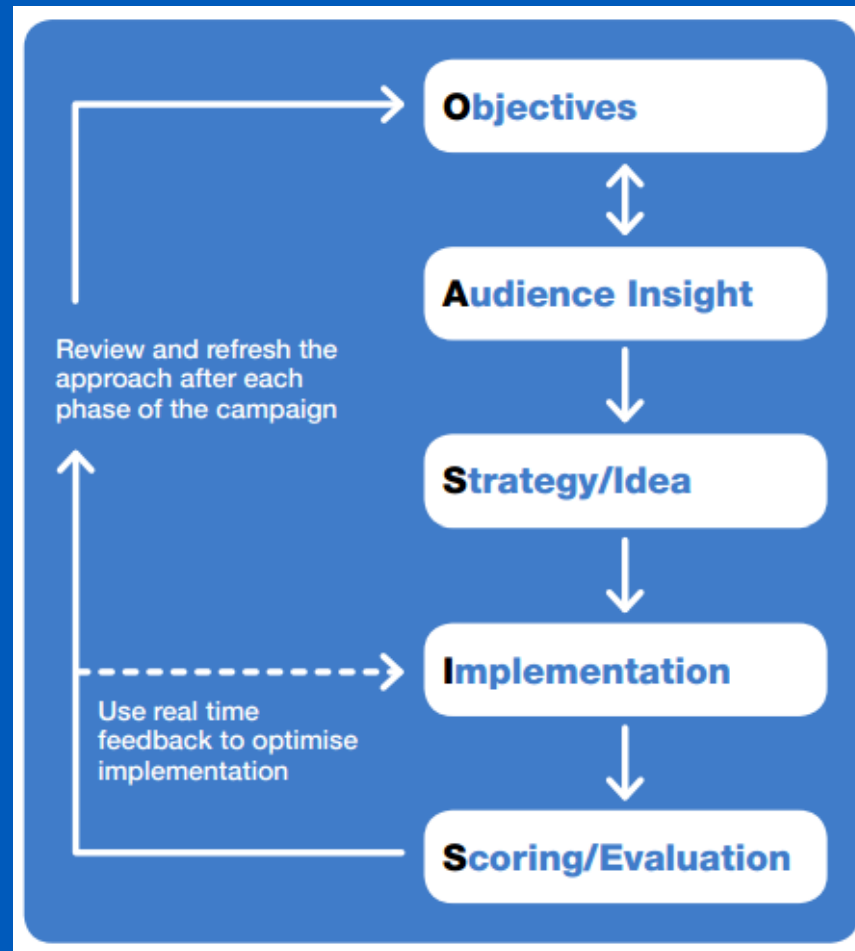 Objectives
Audience Insight
Review and refresh the
approach after each
phase of the campaign
Strategy/Idea
Implementation
Use real time
feedback to optimise
implementation
Scoring/Evaluation